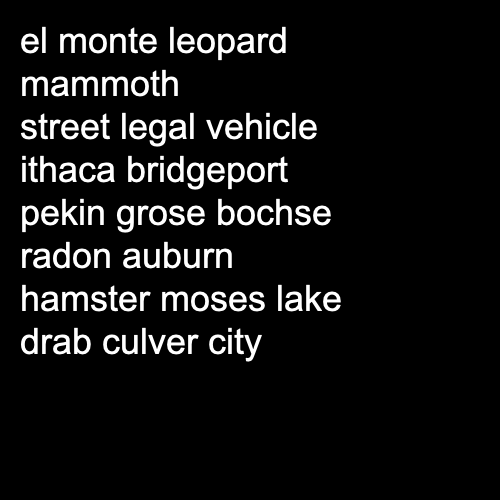 el monte leopard
mammoth
street legal vehicle
ithaca bridgeport
pekin grose bochse
radon auburn
hamster moses lake
drab culver city